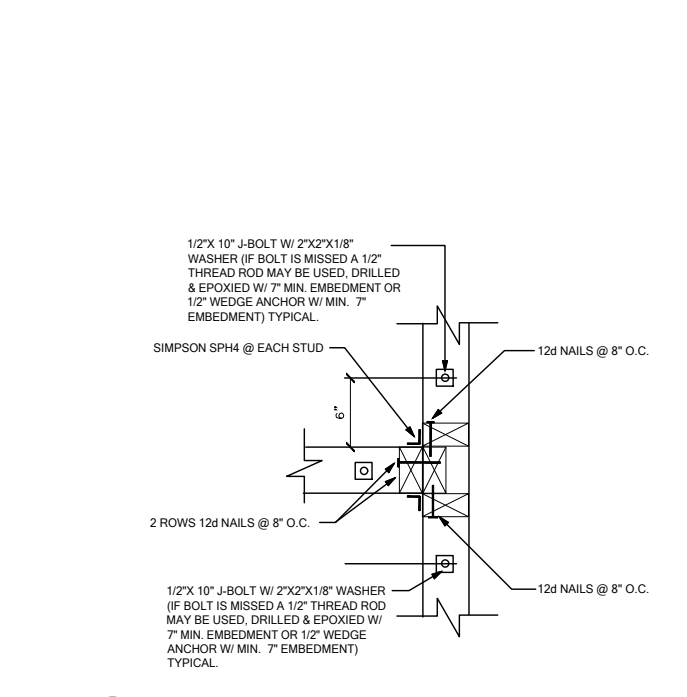 1/2"X 10" J-BOLT W/ 2"X2"X1/8"
WASHER (IF BOLT IS MISSED A 1/2"
THREAD ROD MAY BE USED, DRILLED
& EPOXIED W/ 7" MIN. EMBEDMENT OR
1/2" WEDGE ANCHOR W/ MIN. 7"
EMBEDMENT) TYPICAL.
SIMPSON SPH4 @ EACH STUD
12d NAILS @ 8" O.C.
6"
2 ROWS 12d NAILS @ 8" O.C.
1/2"X 10" J-BOLT W/ 2"X2"X1/8" WASHER
(IF BOLT IS MISSED A 1/2" THREAD ROD
MAY BE USED, DRILLED & EPOXIED W/
7" MIN. EMBEDMENT OR 1/2" WEDGE
ANCHOR W/ MIN. 7" EMBEDMENT)
TYPICAL.
12d NAILS @ 8" O.C.